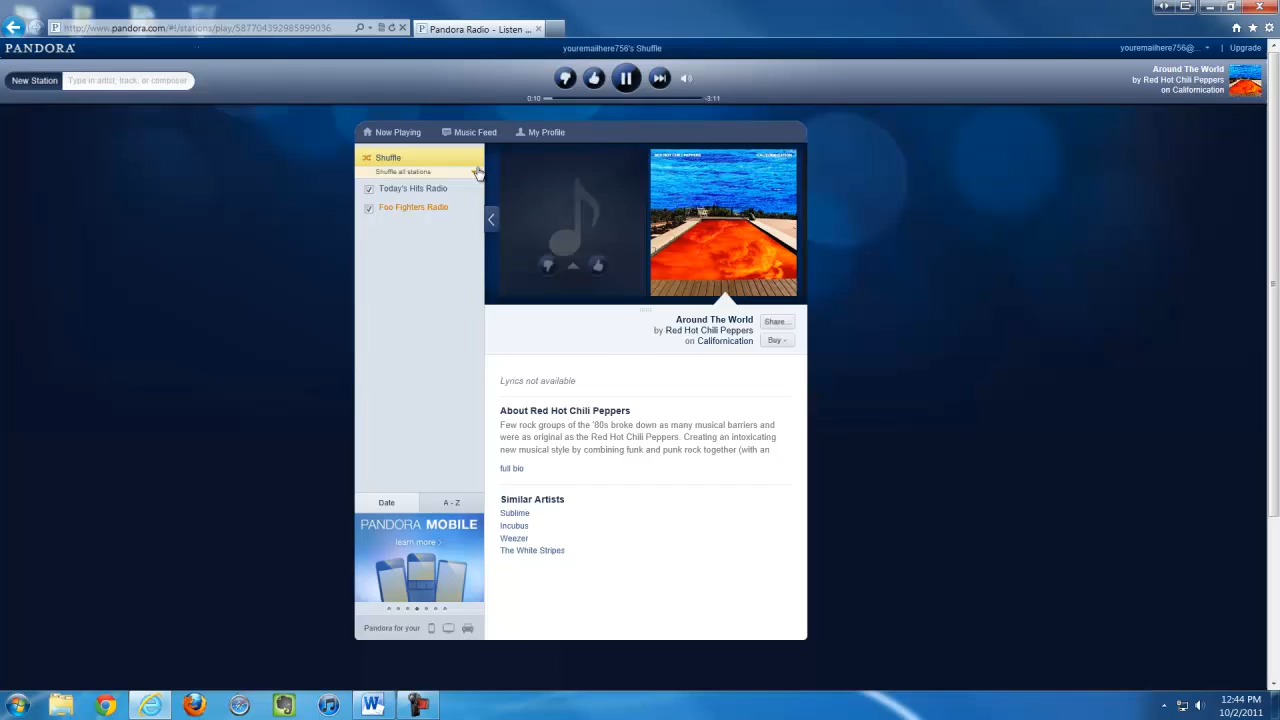 http://www.pandora.com/#!/stations/play/587704392985999036
Pandora Radio - Listen ...
PANDORA
youremailhere756's Shuffle
youremailhere756@...
Upgrade
New Station
Type in artist, track, or composer
0:10
-3:11
Around The World
by Red Hot Chili Peppers
on Californication
Now Playing
Music Feed
My Profile
Shuffle
Shuffle all stations
Today's Hits Radio
Foo Fighters Radio
RED HOT CHILI PEPPERS
CALIFORNICATION
Around The World
by Red Hot Chili Peppers
on Californication
Share...
Buy
Lyrics not available
About Red Hot Chili Peppers
Few rock groups of the '80s broke down as many musical barriers and
were as original as the Red Hot Chili Peppers. Creating an intoxicating
new musical style by combining funk and punk rock together (with an
full bio
Similar Artists
Sublime
Incubus
Weezer
The White Stripes
Date
A - Z
PANDORA MOBILE
learn more >
Pandora for your
12:44 PM
10/2/2011